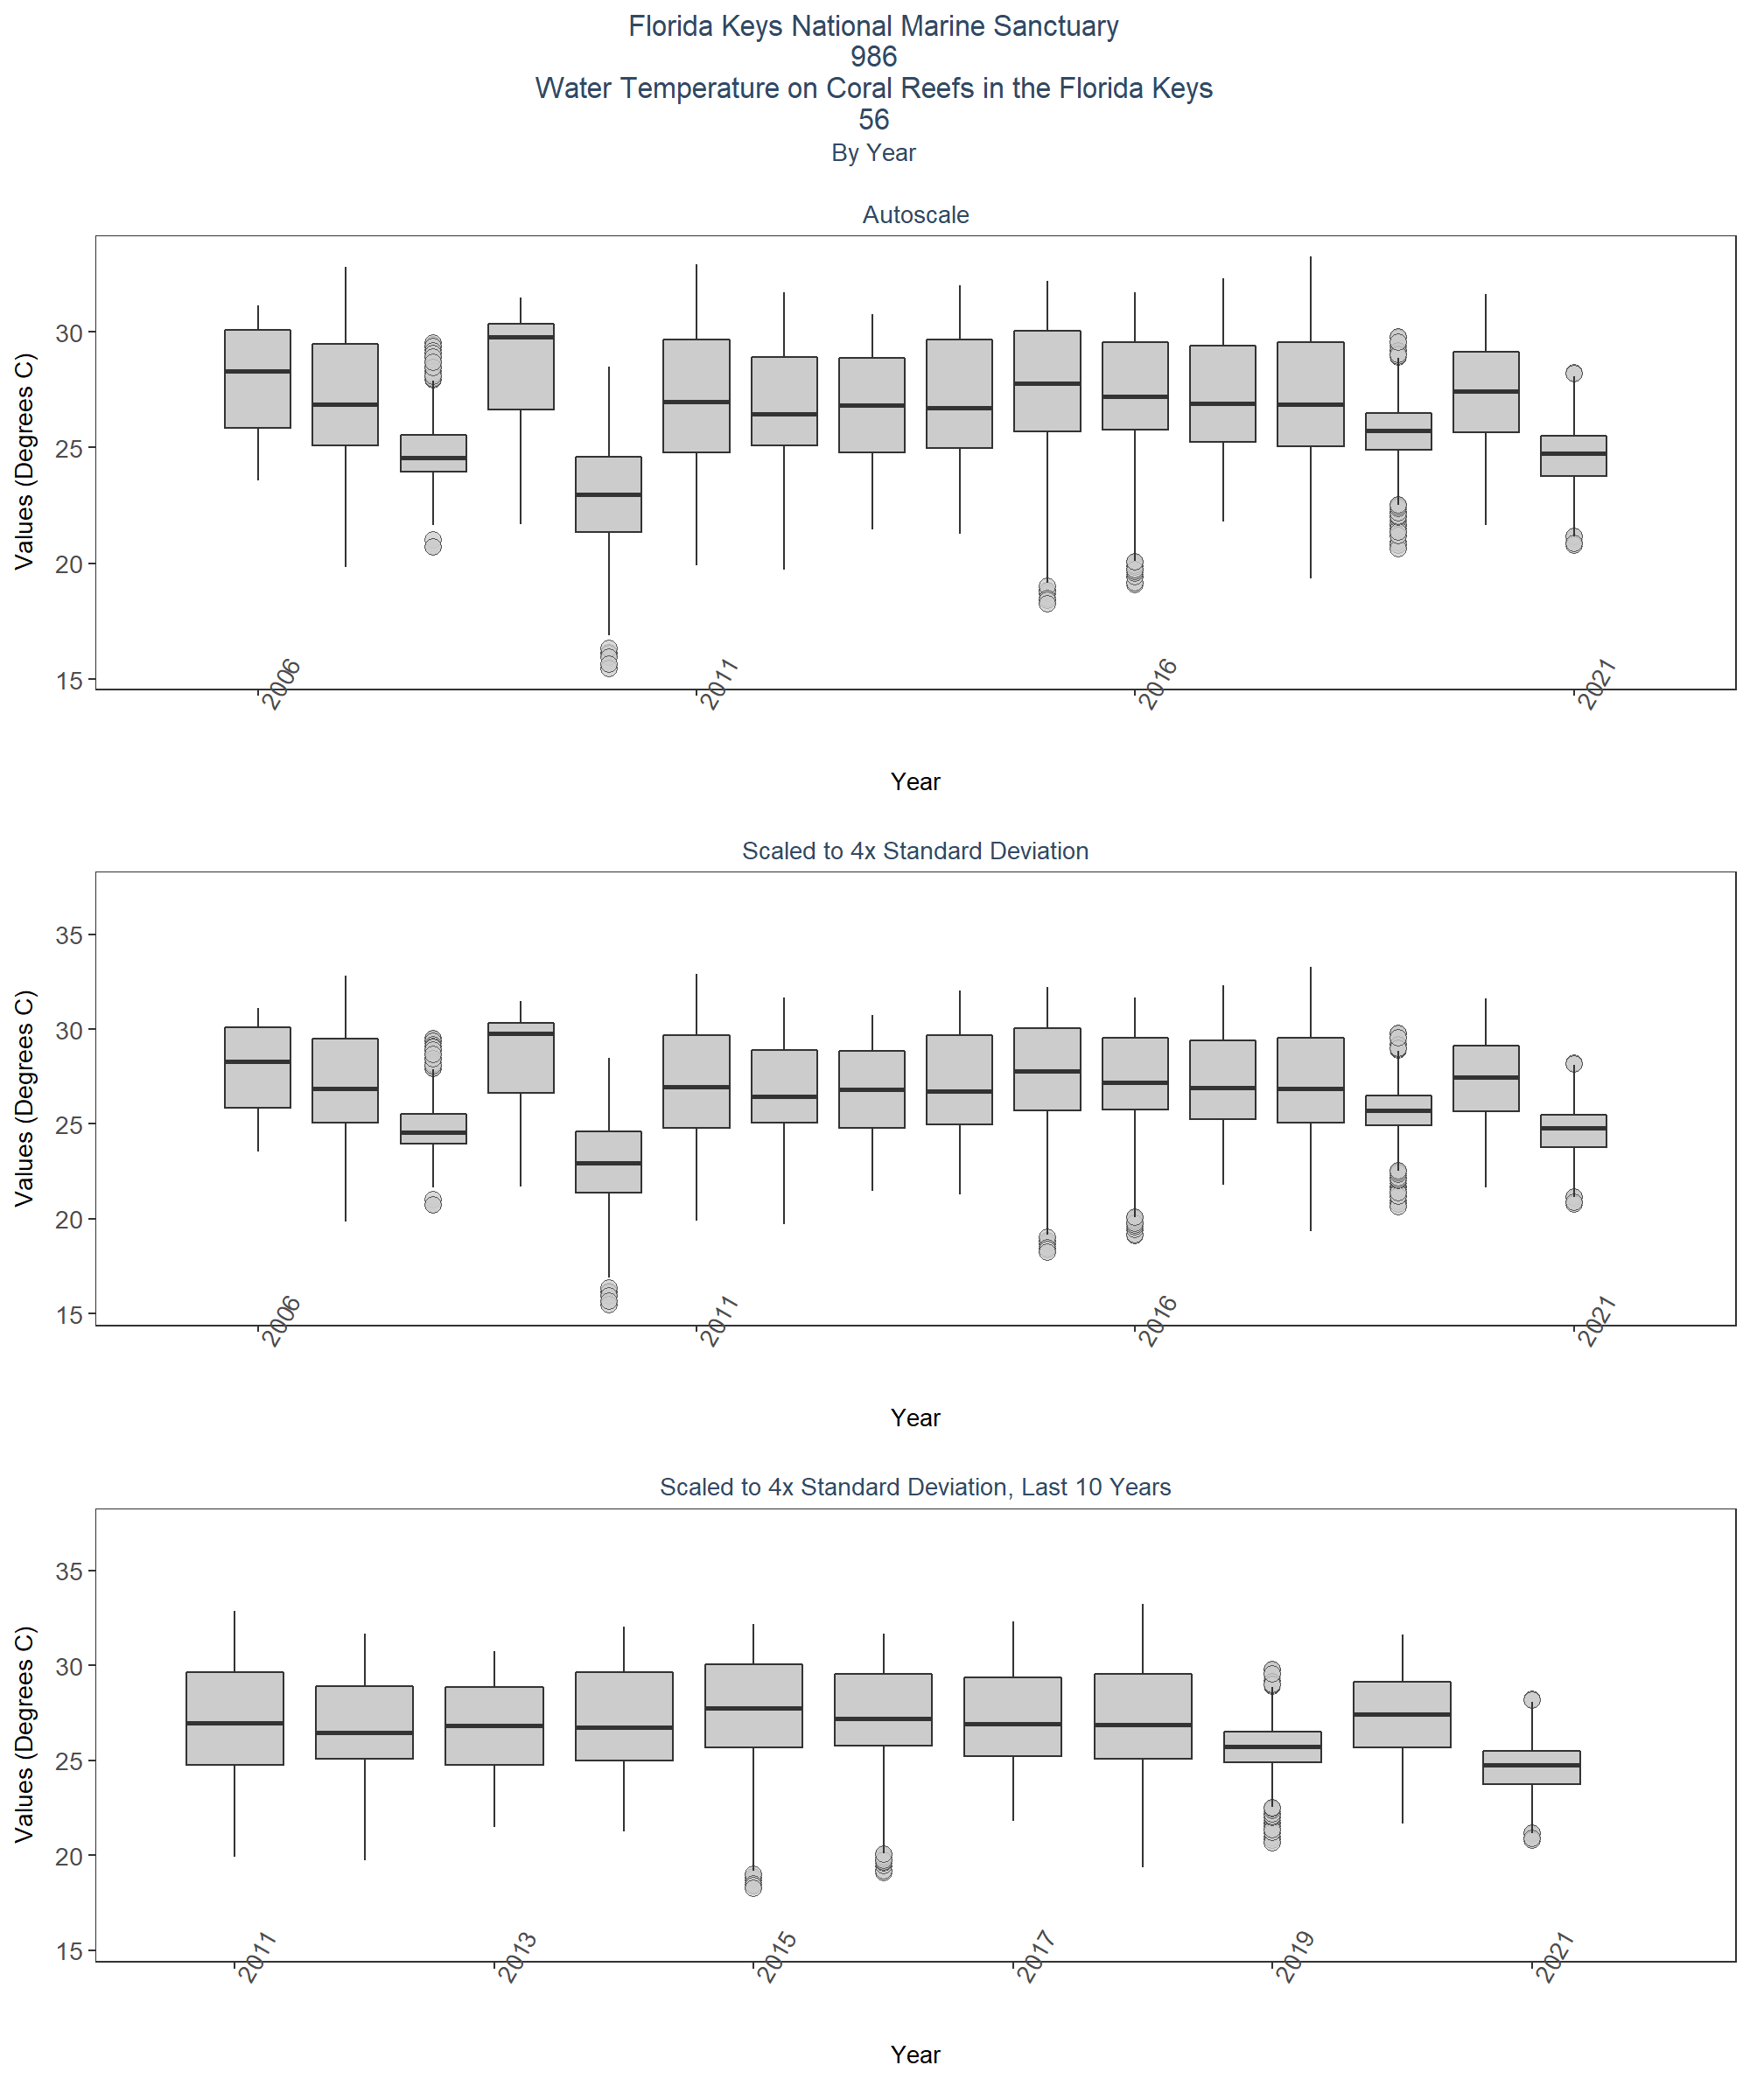 Florida Keys National Marine Sanctuary
986
Water Temperature on Coral Reefs in the Florida Keys
56
By Year
Autoscale
Values (Degrees C)
30
25
20
15
2006
2011
2016
2021
Year
Scaled to 4x Standard Deviation
Values (Degrees C)
35
30
25
20
15
2006
2011
2016
2021
Year
Scaled to 4x Standard Deviation, Last 10 Years
Values (Degrees C)
35
30
25
20
15
2011
2013
2015
2017
2019
2021
Year